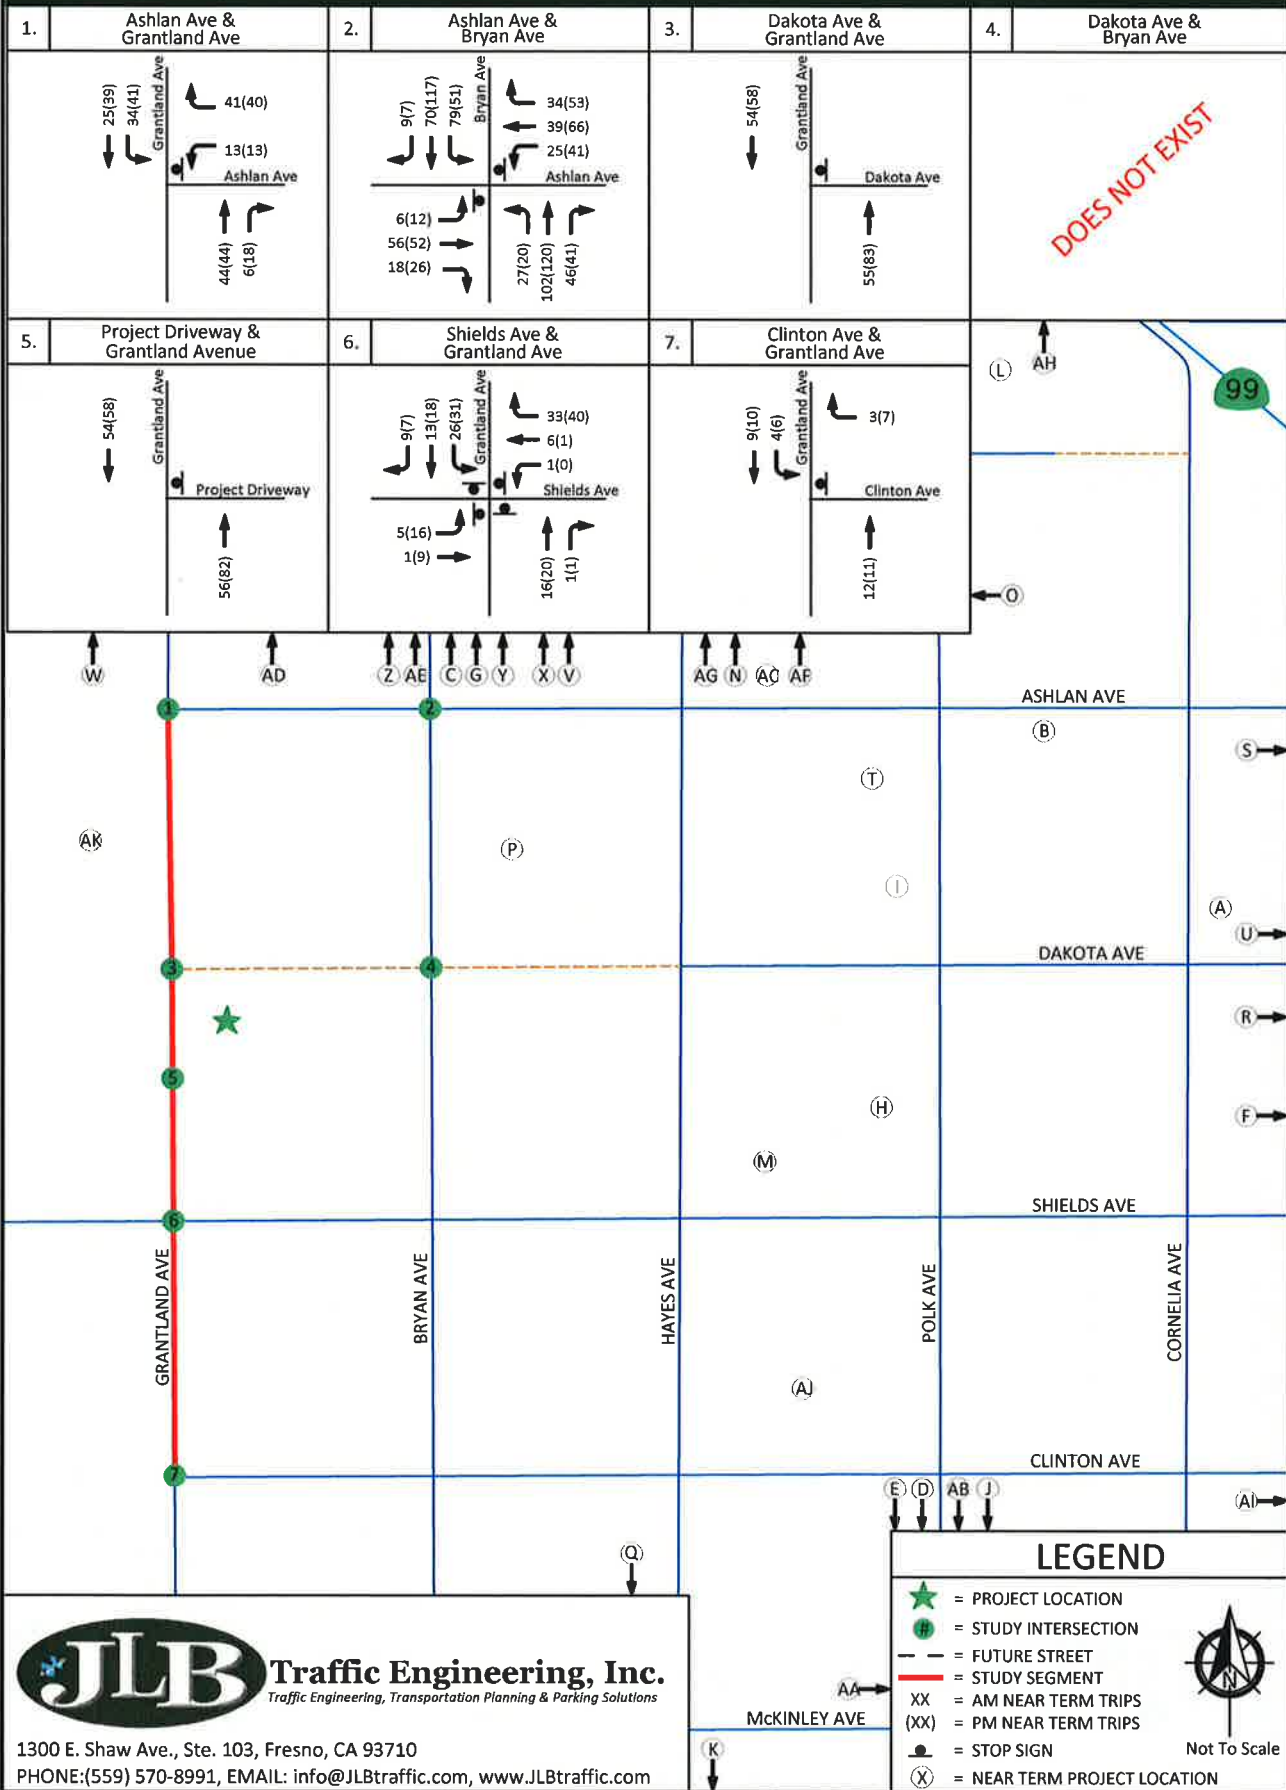 1.
Ashlan Ave &
Grantland Ave
25(39)
34(41)
Grantland Ave
41(40)
13(13)
Ashlan Ave
44(44)
6(18)
2.
Ashlan Ave &
Bryan Ave
9(7)
70(117)
79(51)
Bryan Ave
34(53)
39(66)
25(41)
Ashlan Ave
6(12)
56(52)
18(26)
27(20)
102(120)
46(41)
3.
Dakota Ave &
Grantland Ave
54(58)
Grantland Ave
Dakota Ave
55(83)
4.
Dakota Ave &
Bryan Ave
DOES NOT EXIST
5.
Project Driveway &
Grantland Avenue
54(58)
Grantland Ave
Project Driveway
56(82)
6.
Shields Ave &
Grantland Ave
9(7)
13(18)
26(31)
Grantland Ave
33(40)
6(1)
1(0)
Shields Ave
5(16)
1(9)
16(20)
1(1)
7.
Clinton Ave &
Grantland Ave
9(10)
4(6)
Grantland Ave
3(7)
Clinton Ave
12(11)
L
AH
99
O
W
AD
Z
AE
C
G
Y
X
V
AG
N
AC
AF
1
2
ASHLAN AVE
B
S
T
AK
P
I
A
U
3
4
DAKOTA AVE
R
5
H
F
M
6
SHIELDS AVE
GRANTLAND AVE
BRYAN AVE
HAYES AVE
POLK AVE
CORNELIA AVE
AJ
7
CLINTON AVE
E
D
AB
J
AI
Q
AA
McKINLEY AVE
K
LEGEND
= PROJECT LOCATION
# = STUDY INTERSECTION
= FUTURE STREET
= STUDY SEGMENT
XX = AM NEAR TERM TRIPS
(XX) = PM NEAR TERM TRIPS
= STOP SIGN
X = NEAR TERM PROJECT LOCATION
N
Not To Scale
JLB
Traffic Engineering, Inc.
Traffic Engineering, Transportation Planning & Parking Solutions
1300 E. Shaw Ave., Ste. 103, Fresno, CA 93710
PHONE:(559) 570-8991, EMAIL: info@JLBtraffic.com, www.JLBtraffic.com